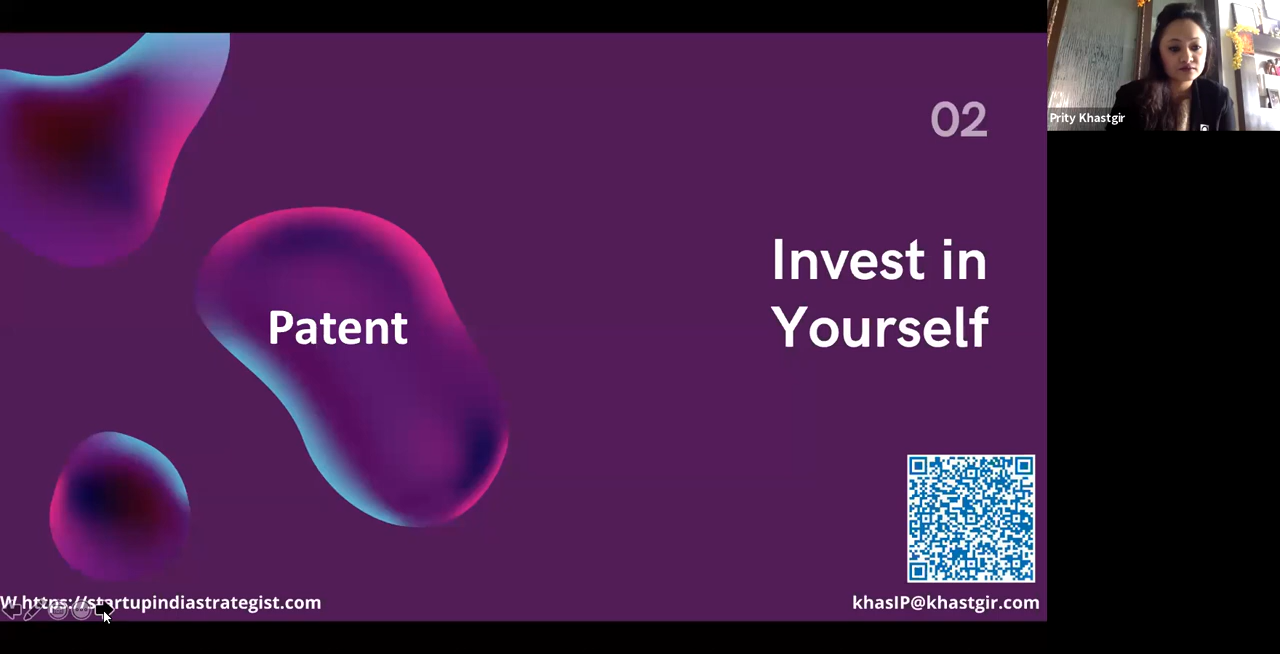 02
Invest in
Yourself
Patent
W https://startupindiastrategist.com
khasIP@khastgir.com
Prity Khastgir